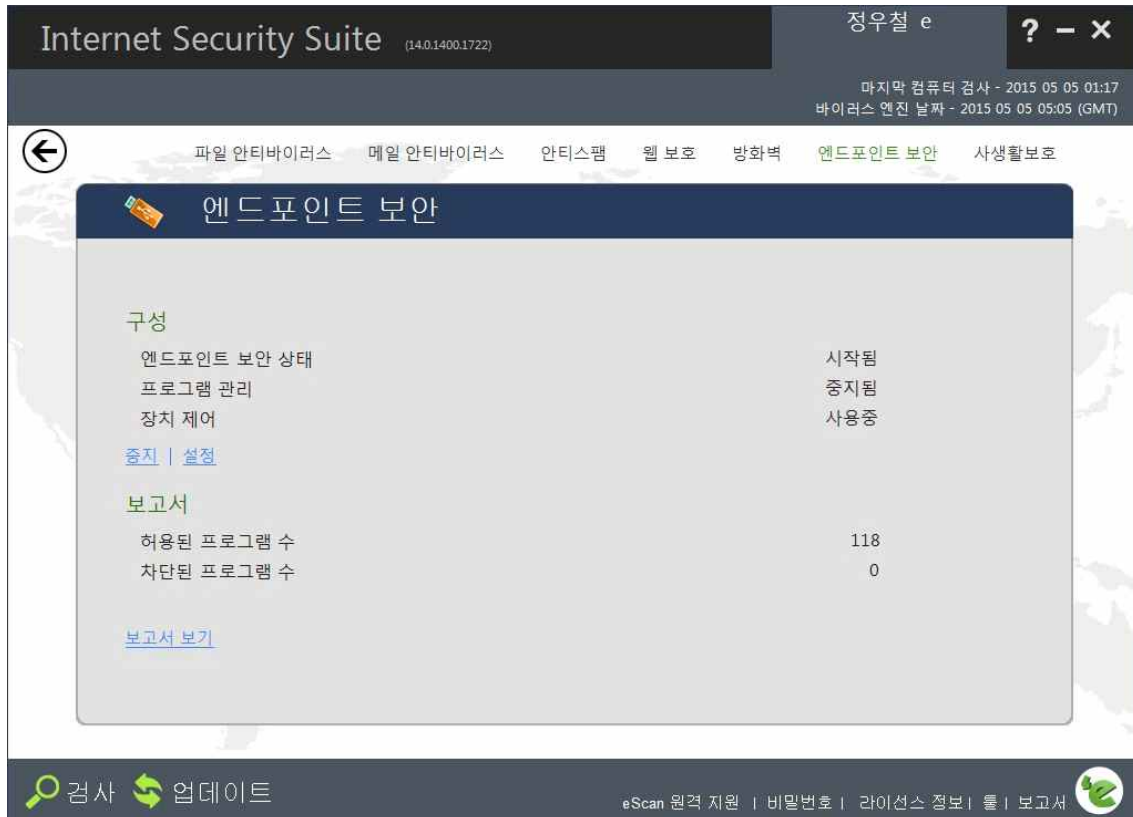 Internet Security Suite (14.0.1400.1722)
정우철 e
? − ×
마지막 컴퓨터 검사 - 2015 05 05 01:17
바이러스 엔진 날짜 - 2015 05 05 05:05 (GMT)
파일 안티바이러스 메일 안티바이러스 안티스팸 웹 보호 방화벽 엔드포인트 보안 사생활보호
엔드포인트 보안
구성
엔드포인트 보안 상태 시작됨
프로그램 관리 중지됨
장치 제어 사용중
중지 | 설정
보고서
허용된 프로그램 수 118
차단된 프로그램 수 0
보고서 보기
검사 업데이트
eScan 원격 지원 | 비밀번호 | 라이선스 정보 | 툴 | 보고서